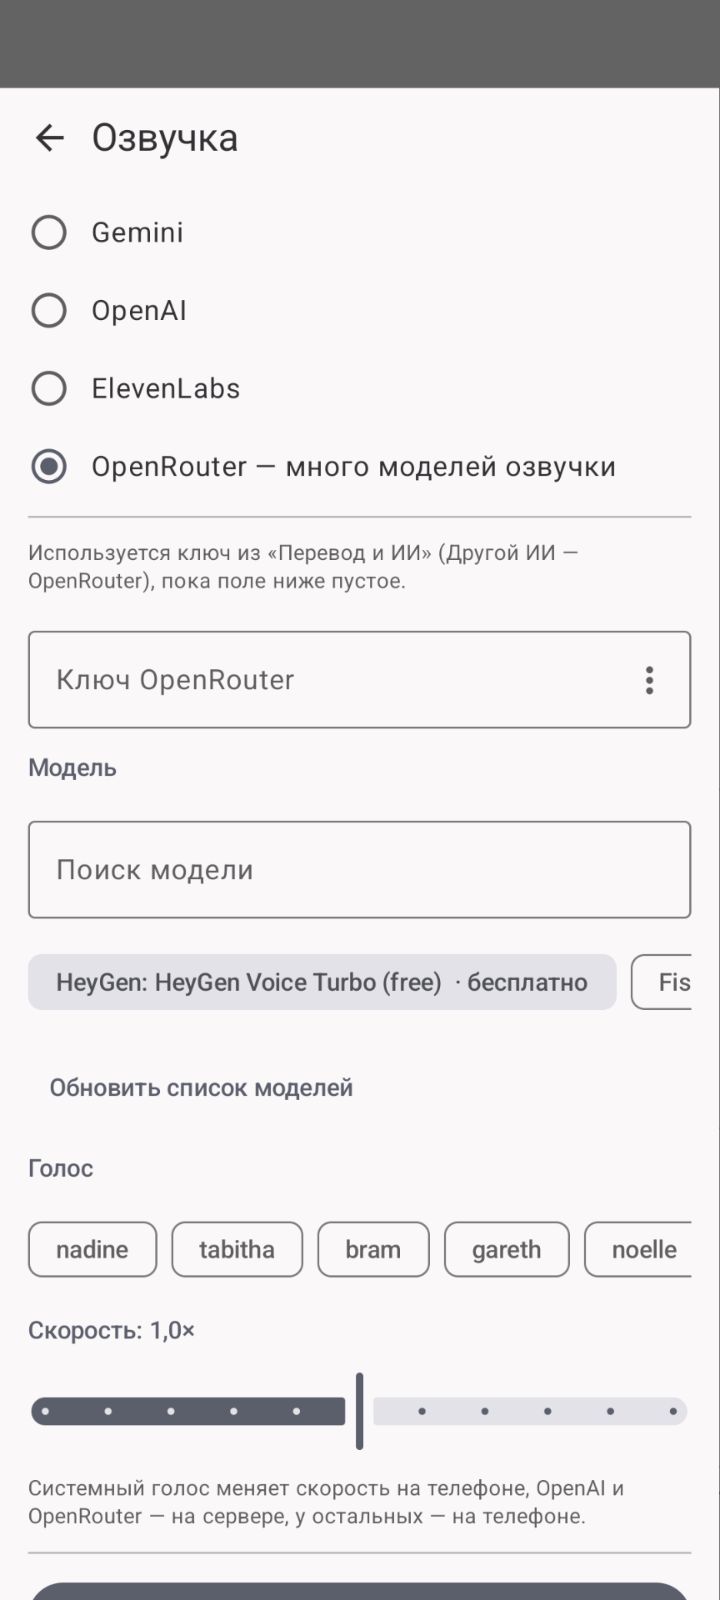 Озвучка
Gemini
OpenAI
ElevenLabs
OpenRouter — много моделей озвучки
Используется ключ из «Перевод и ИИ» (Другой ИИ —
OpenRouter), пока поле ниже пустое.
Ключ OpenRouter
Модель
Поиск модели
HeyGen: HeyGen Voice Turbo (free) · бесплатно
Fis
Обновить список моделей
Голос
nadine tabitha bram gareth noelle
Скорость: 1,0×
Системный голос меняет скорость на телефоне, OpenAI и
OpenRouter — на сервере, у остальных — на телефоне.